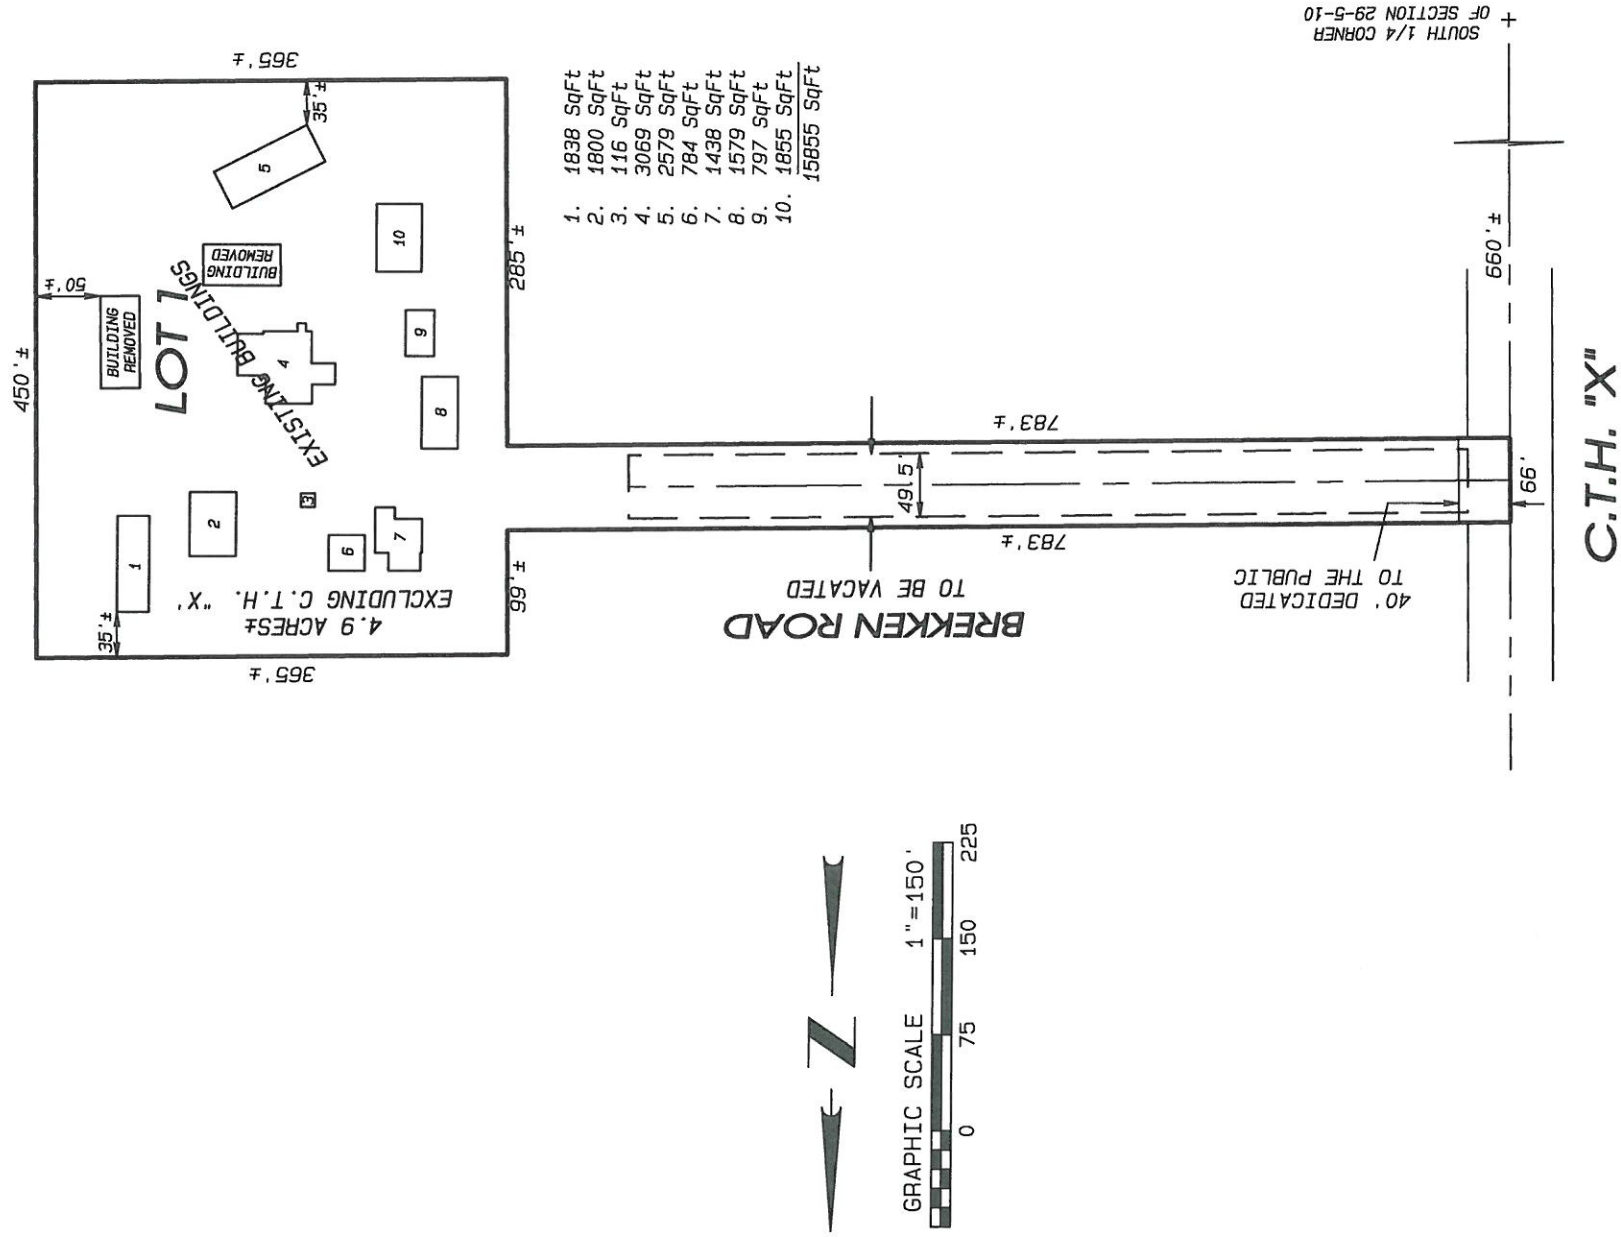 SOUTH 1/4 CORNER
OF SECTION 29-5-10
365'±
35'±
5
450'±
50'±
BUILDING
REMOVED
BUILDING
REMOVED
LOT 1
EXISTING BUILDINGS
4
10
9
8
285'±
1. 1838 SqFt
2. 1800 SqFt
3. 116 SqFt
4. 3069 SqFt
5. 2579 SqFt
6. 784 SqFt
7. 1438 SqFt
8. 1579 SqFt
9. 797 SqFt
10. 1855 SqFt
15855 SqFt
660'±
1
2
3
6
7
35'±
4.9 ACRES±
EXCLUDING C.T.H. "X'
99'±
365'±
783'±
49.5'
783'±
BREKKEN ROAD
TO BE VACATED
40' DEDICATED
TO THE PUBLIC
66'
C.T.H. "X"
N
GRAPHIC SCALE 1"=150'
0 75 150 225